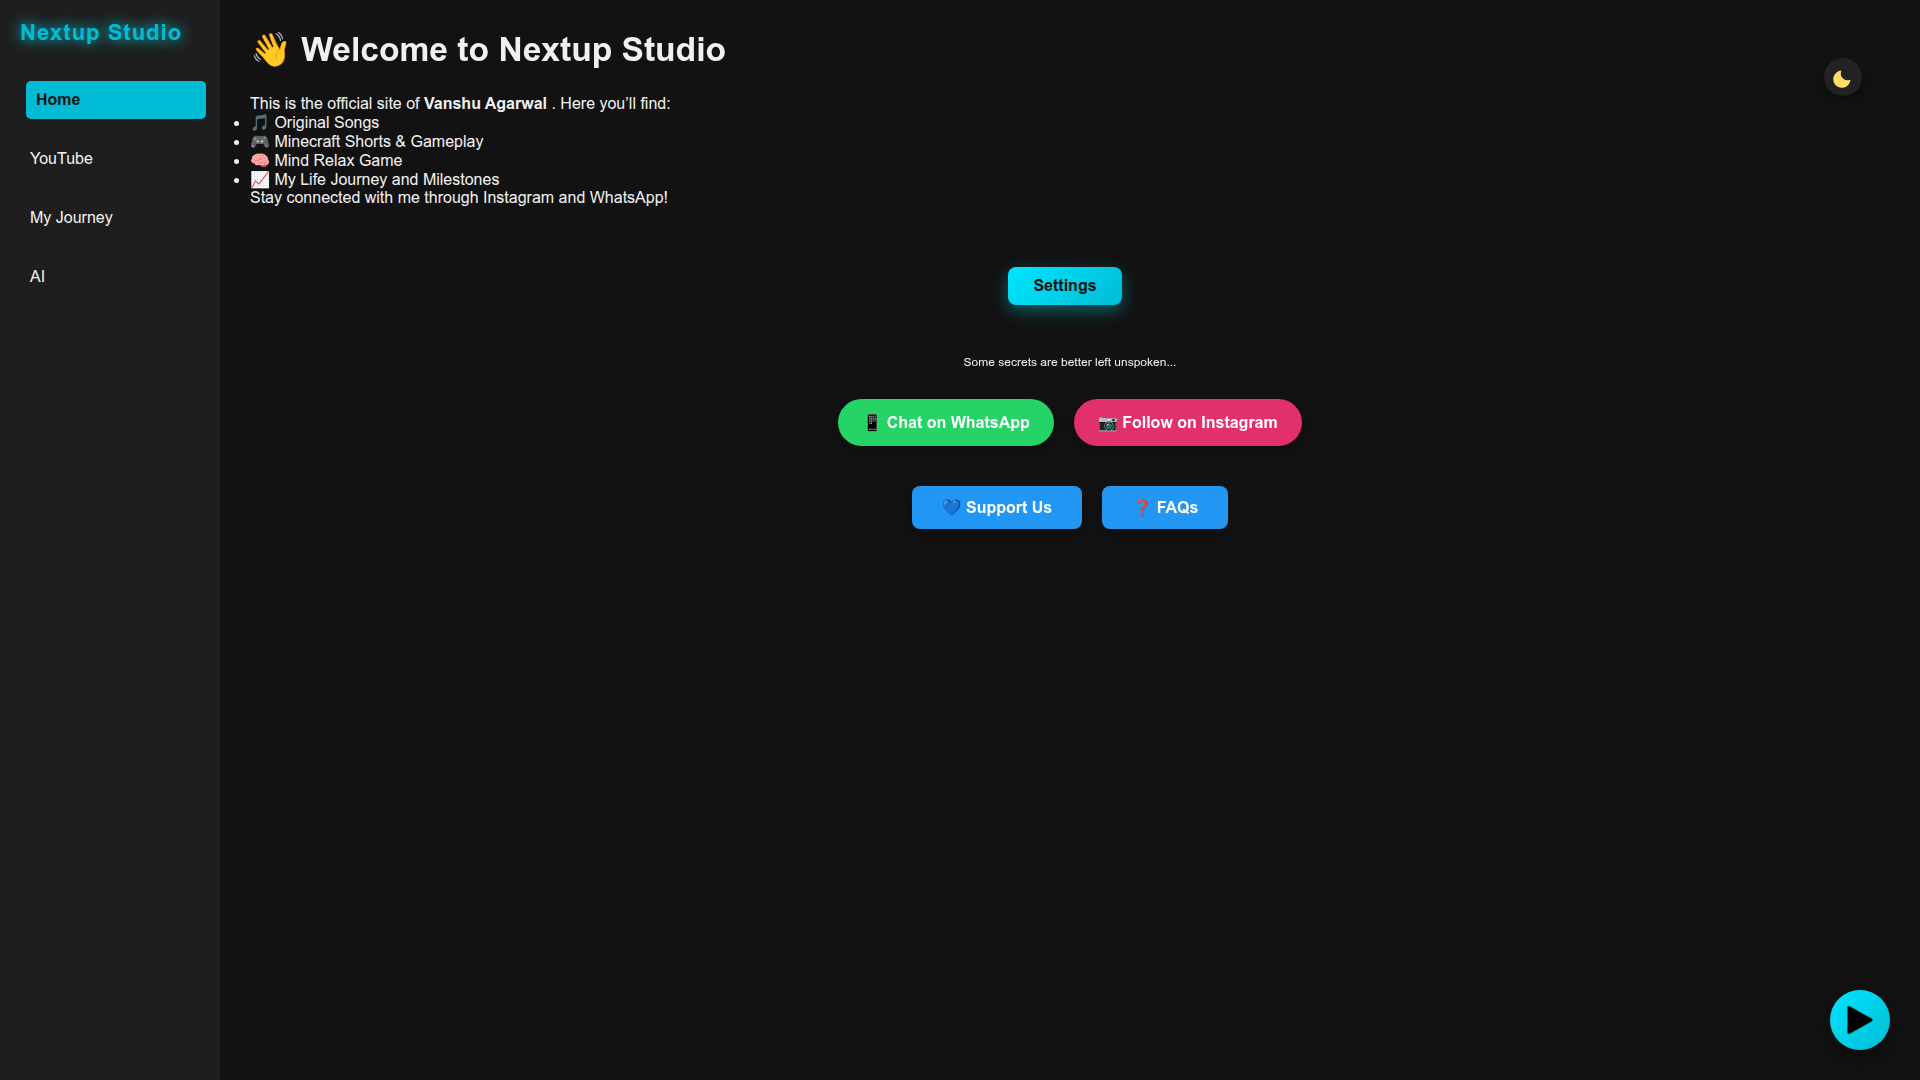 Nextup Studio
Home
YouTube
My Journey
AI
👋 Welcome to Nextup Studio
This is the official site of Vanshu Agarwal . Here you’ll find:
• 🎵 Original Songs
• 🎮 Minecraft Shorts & Gameplay
• 🧠 Mind Relax Game
• 📈 My Life Journey and Milestones
Stay connected with me through Instagram and WhatsApp!
Settings
Some secrets are better left unspoken...
📱 Chat on WhatsApp
📷 Follow on Instagram
💙 Support Us
❓ FAQs